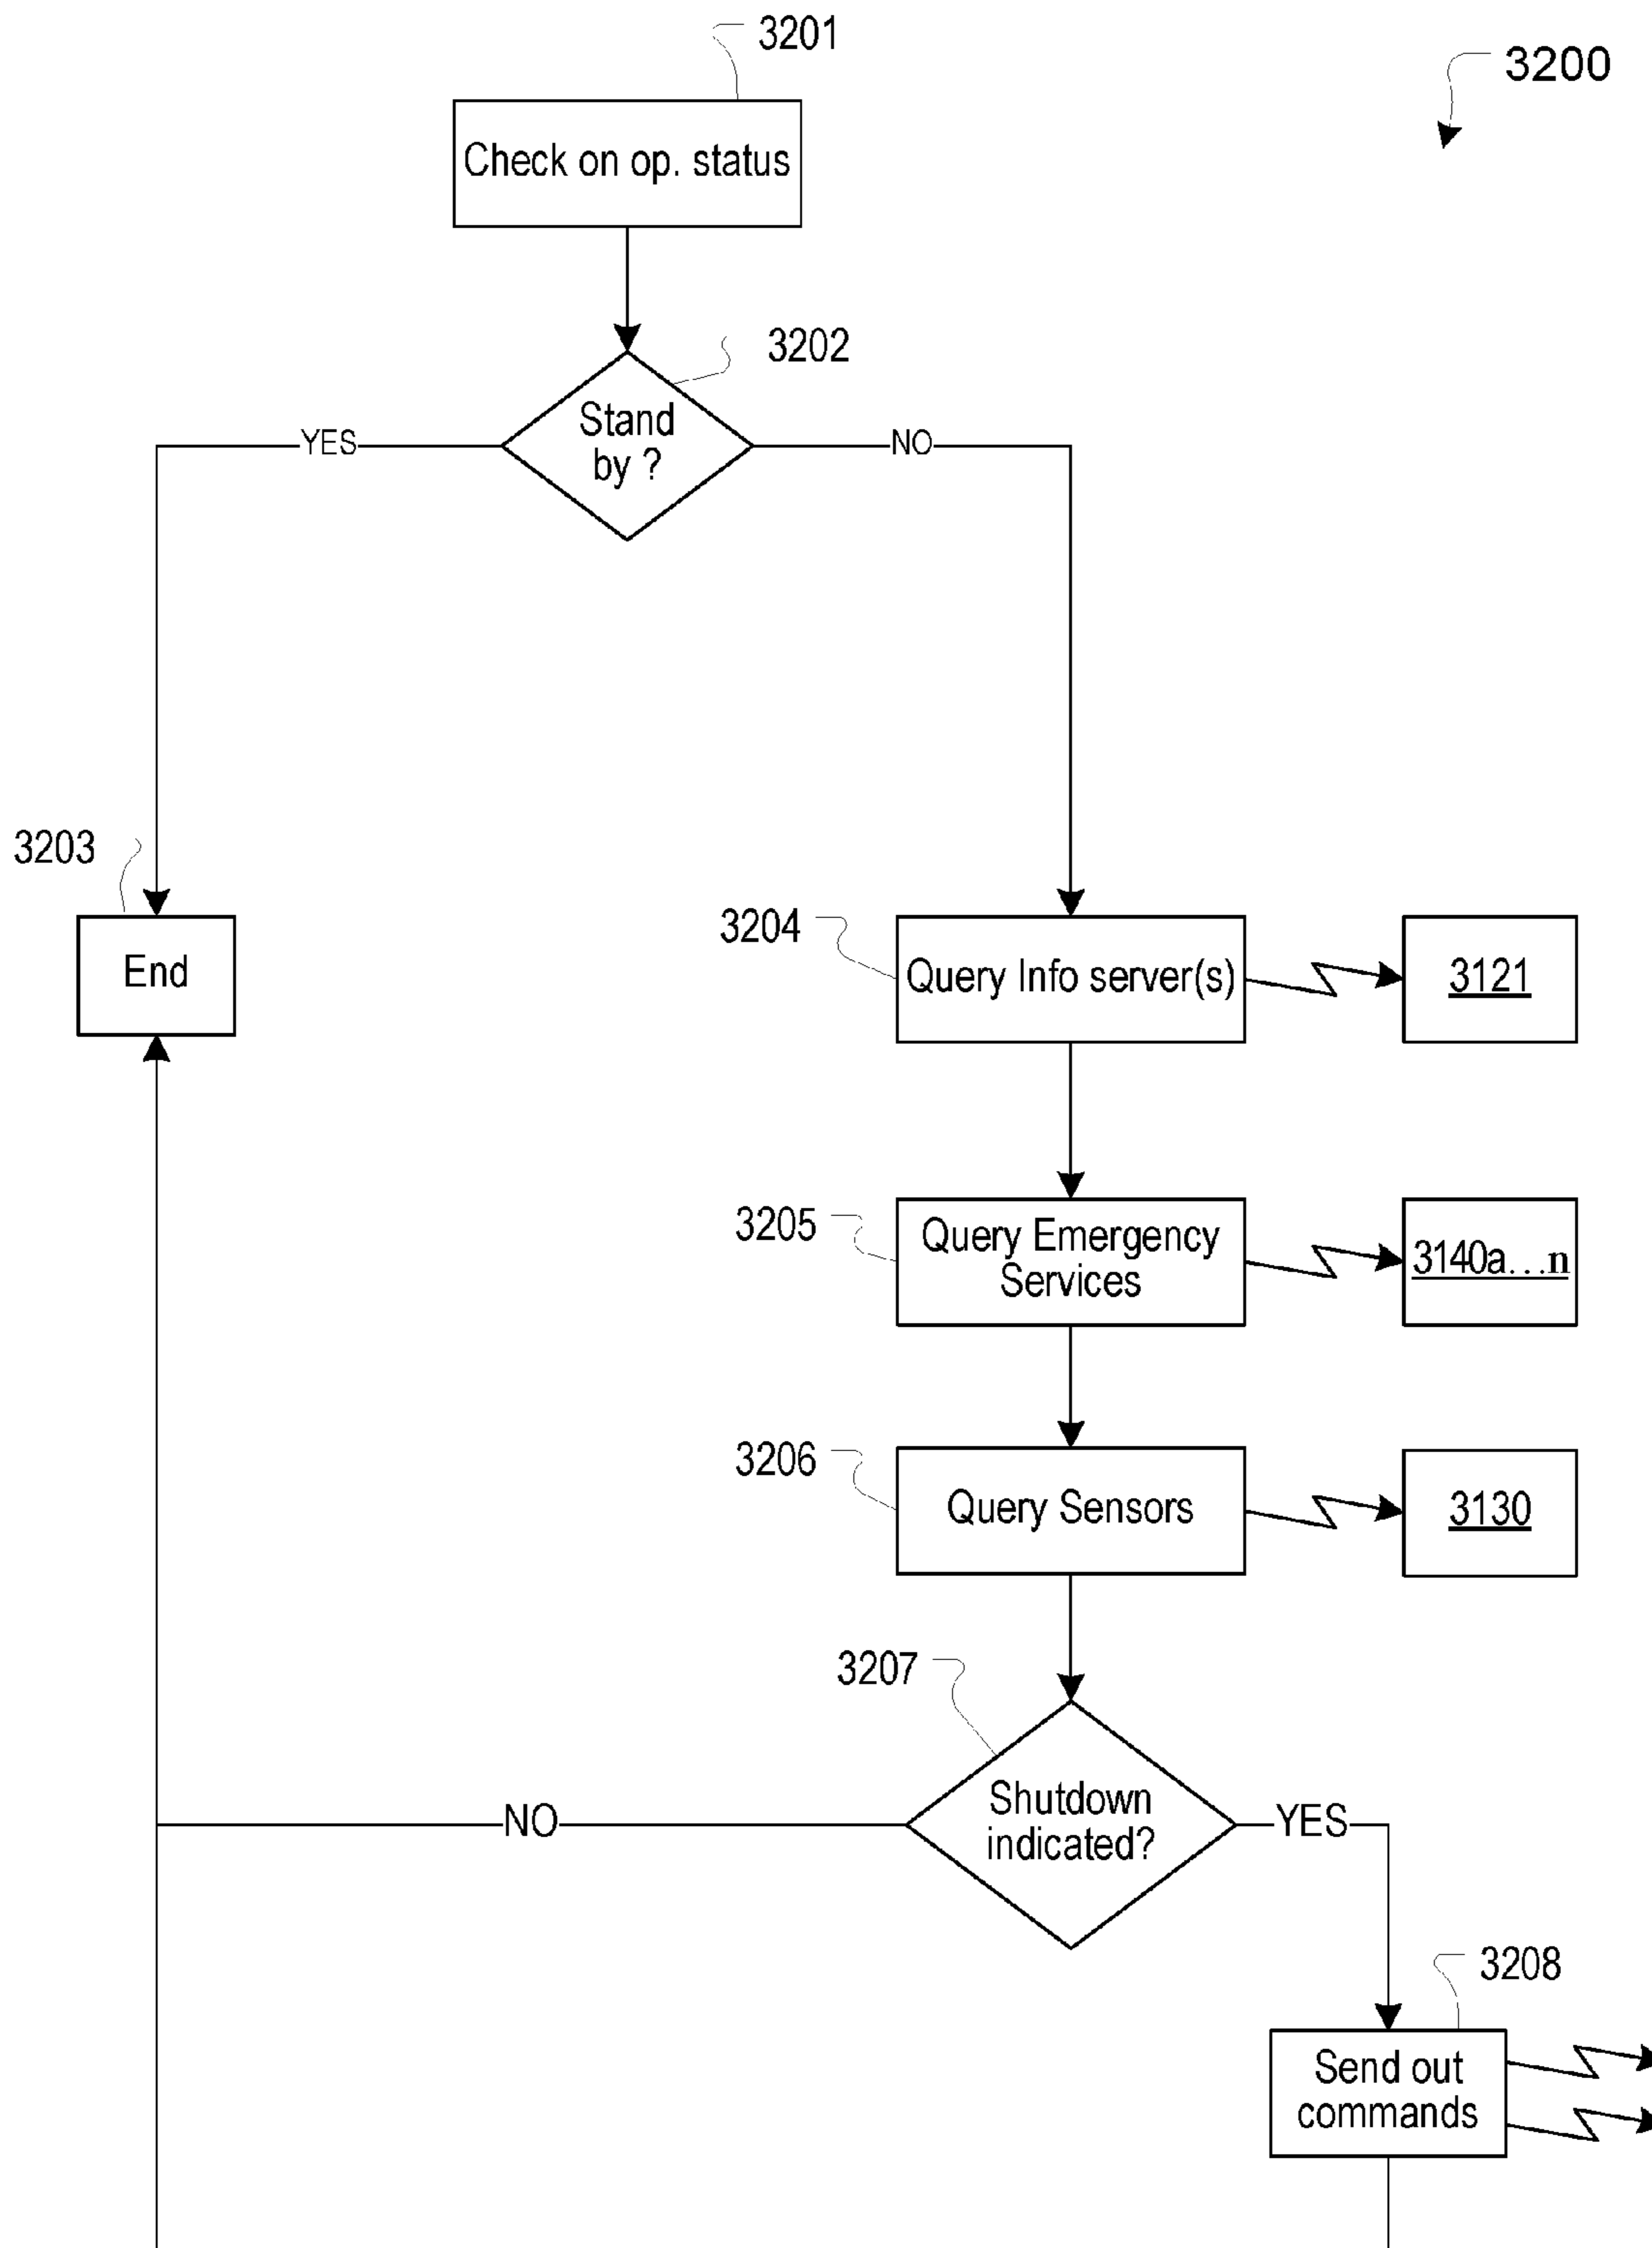 3201
3200
Check on op. status
3202
Stand
by ?
YES
NO
3203
End
3204
Query Info server(s)
3121
3205
Query Emergency
Services
3140a...n
3206
Query Sensors
3130
3207
Shutdown
indicated?
NO
YES
3208
Send out
commands